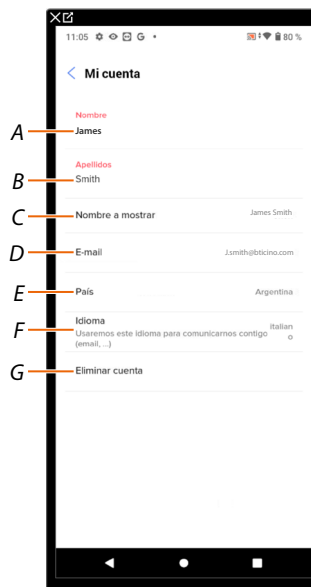 11:05 G • 80 %
Mi cuenta
Nombre
A James
Apellidos
B Smith
C Nombre a mostrar James Smith
D E-mail J.smith@bticino.com
E País Argentina
F Idioma italian
Usaremos este idioma para comunicarnos contigo o
(email, ...)
G Eliminar cuenta